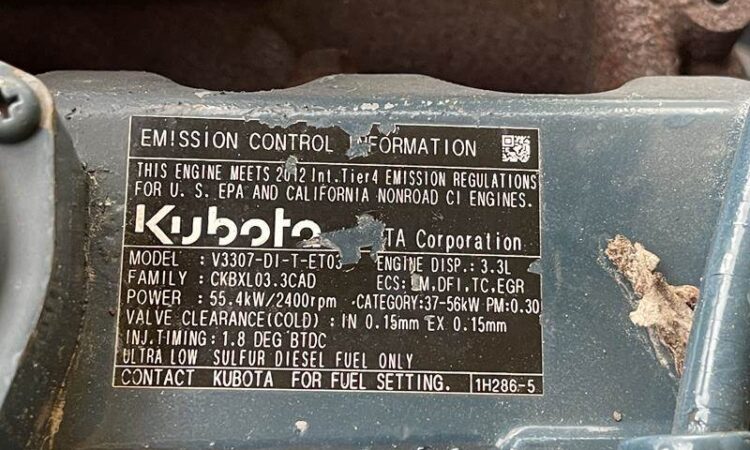 EMISSION CONTROL FORMATION
THIS ENGINE MEETS 2012 Int.Tier4 EMISSION REGULATIONS
FOR U. S. EPA AND CALIFORNIA NONROAD CI ENGINES.
Kubota TA Corporation
MODEL : V3307-DI-T-ET03 ENGINE DISP.: 3.3L
FAMILY : CKBXL03.3CAD ECS: M,DFI,TC,EGR
POWER : 55.4kW/2400rpm CATEGORY:37-56kW PM:0.30
VALVE CLEARANCE(COLD) : IN 0.15mm EX 0.15mm
INJ.TIMING : 1.8 DEG BTDC
ULTRA LOW SULFUR DIESEL FUEL ONLY
CONTACT KUBOTA FOR FUEL SETTING. 1H286-5